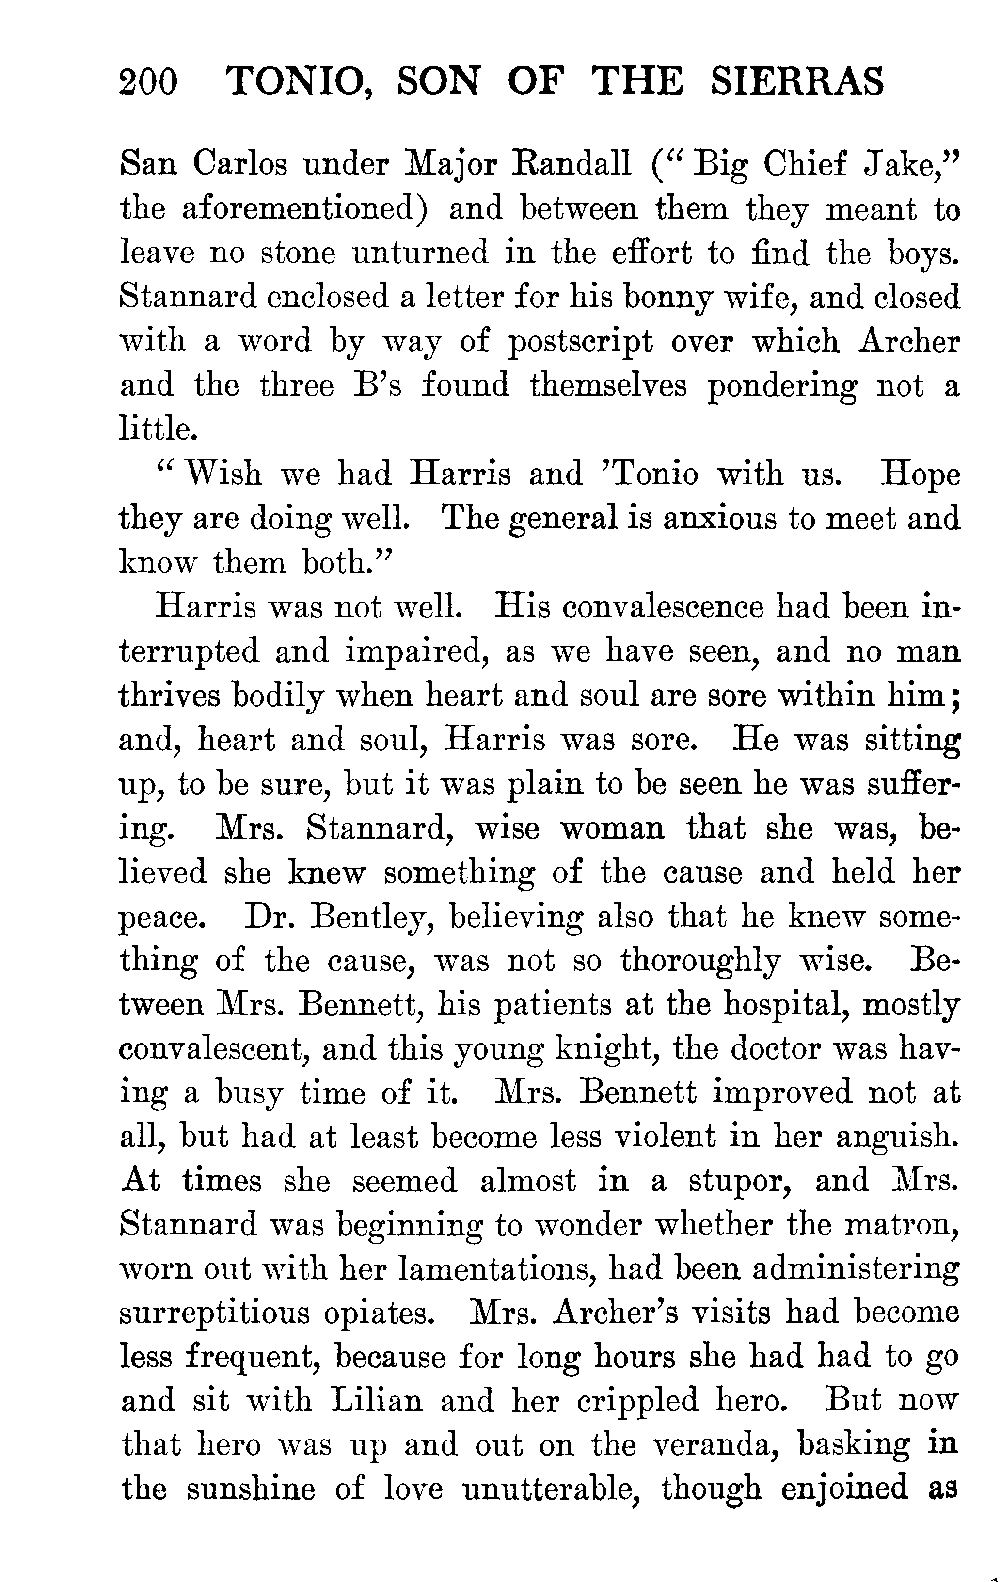 200 TONIO, SON OF THE SIERRAS
San Carlos under Major Randall (“ Big Chief Jake,”
the aforementioned) and between them they meant to
leave no stone unturned in the effort to find the boys.
Stannard enclosed a letter for his bonny wife, and closed
with a word by way of postscript over which Archer
and the three B’s found themselves pondering not a
little.
“ Wish we had Harris and ’Tonio with us. Hope
they are doing well. The general is anxious to meet and
know them both.”
Harris was not well. His convalescence had been in-
terrupted and impaired, as we have seen, and no man
thrives bodily when heart and soul are sore within him;
and, heart and soul, Harris was sore. He was sitting
up, to be sure, but it was plain to be seen he was suffer-
ing. Mrs. Stannard, wise woman that she was, be-
lieved she knew something of the cause and held her
peace. Dr. Bentley, believing also that he knew some-
thing of the cause, was not so thoroughly wise. Be-
tween Mrs. Bennett, his patients at the hospital, mostly
convalescent, and this young knight, the doctor was hav-
ing a busy time of it. Mrs. Bennett improved not at
all, but had at least become less violent in her anguish.
At times she seemed almost in a stupor, and Mrs.
Stannard was beginning to wonder whether the matron,
worn out with her lamentations, had been administering
surreptitious opiates. Mrs. Archer’s visits had become
less frequent, because for long hours she had had to go
and sit with Lilian and her crippled hero. But now
that hero was up and out on the veranda, basking in
the sunshine of love unutterable, though enjoined as